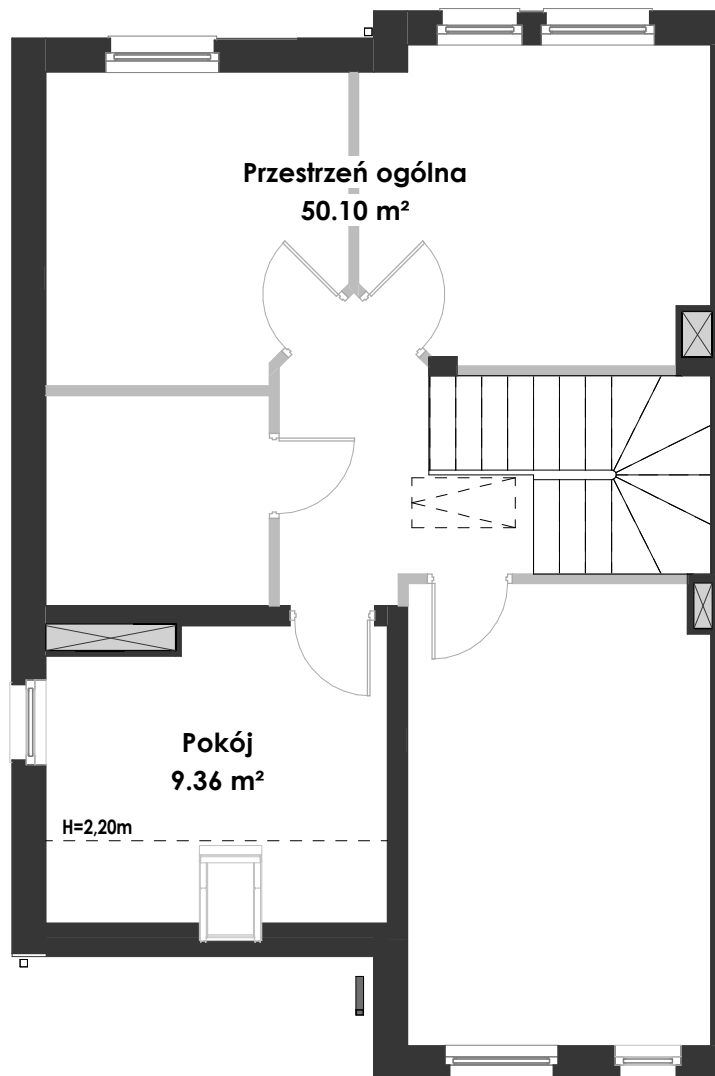 Przestrzeń ogólna
50.10 m²
Pokój
9.36 m²
H=2,20m